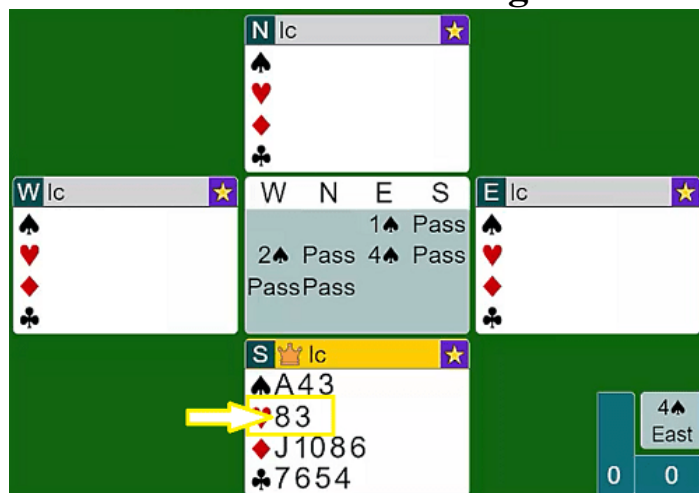 N lc
♠
♥
♦
♣
W lc
♠
♥
♦
♣
W N E S
1♠ Pass
2♠ Pass 4♠ Pass
Pass Pass
E lc
♠
♥
♦
♣
S lc
♠A43
♥83
♦J1086
♣7654
4♠
East
0 0